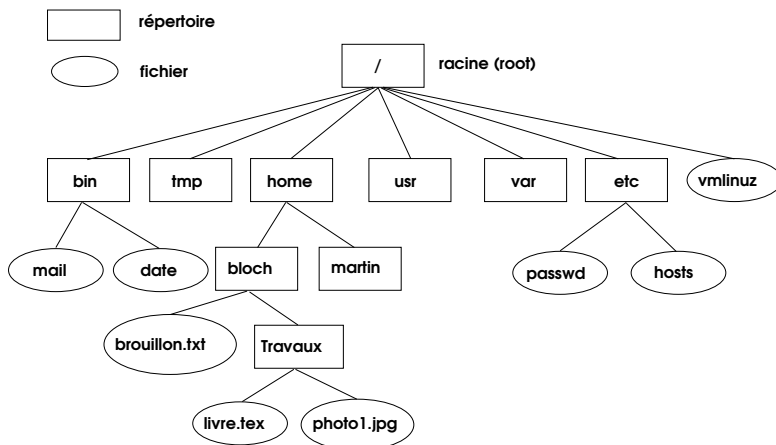 répertoire
fichier
/
racine (root)
bin
tmp
home
usr
var
etc
vmlinuz
mail
date
bloch
martin
passwd
hosts
brouillon.txt
Travaux
livre.tex
photo1.jpg